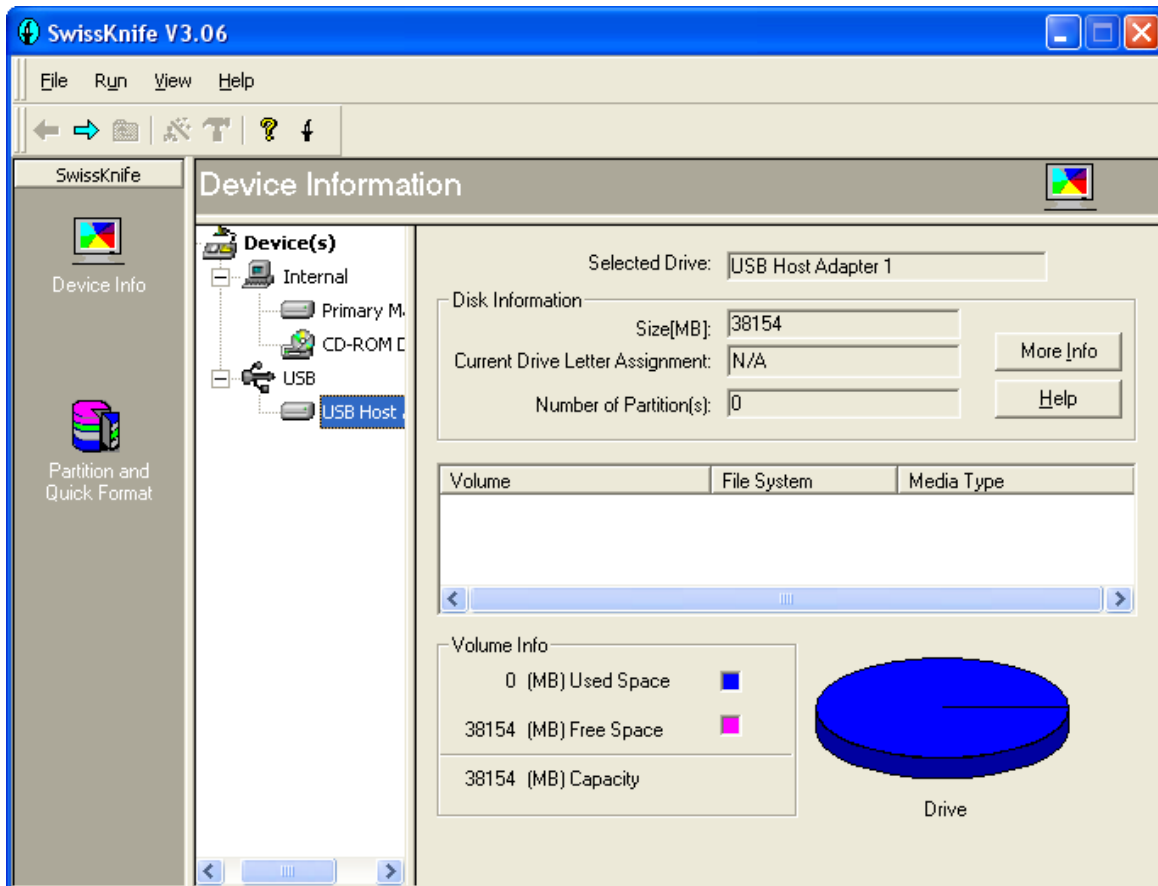 SwissKnife V3.06
File Run View Help
SwissKnife
Device Info
Partition and
Quick Format
Device Information
Device(s)
Internal
Primary Ma
CD-ROM D
USB
USB Host
Selected Drive: USB Host Adapter 1
Disk Information
Size[MB]: 38154
Current Drive Letter Assignment: N/A
Number of Partition(s): 0
More Info
Help
Volume File System Media Type
Volume Info
0 (MB) Used Space
38154 (MB) Free Space
38154 (MB) Capacity
Drive